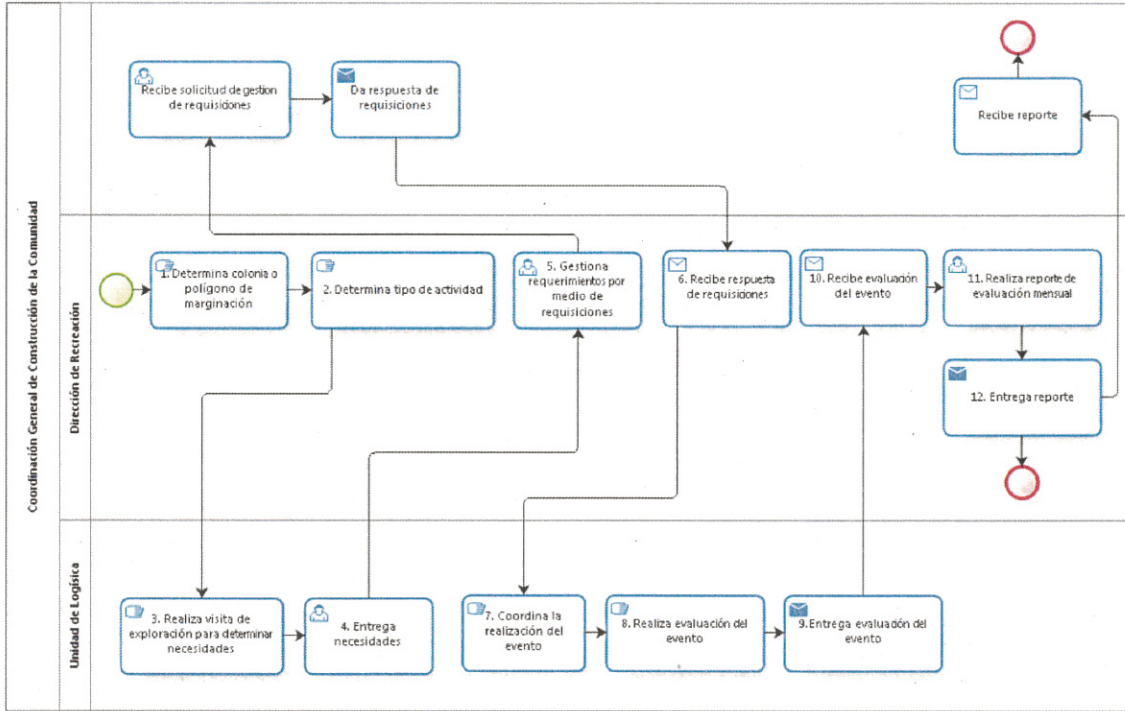 Coordinación General de Construcción de la Comunidad
Recibe solicitud de gestion
de requisiciones
Da respuesta de
requisiciones
Recibe reporte
Dirección de Recreación
1. Determina colonia o
polígono de
marginación
2. Determina tipo de actividad
5. Gestiona
requerimientos por
medio de
requisiciones
6. Recibe respuesta
de requisiciones
10. Recibe evaluación
del evento
11. Realiza reporte de
evaluación mensual
12. Entrega reporte
Unidad de Logísica
3. Realiza visita de
exploración para determinar
necesidades
4. Entrega
necesidades
7. Coordina la
realización del
evento
8. Realiza evaluación del
evento
9. Entrega evaluación del
evento